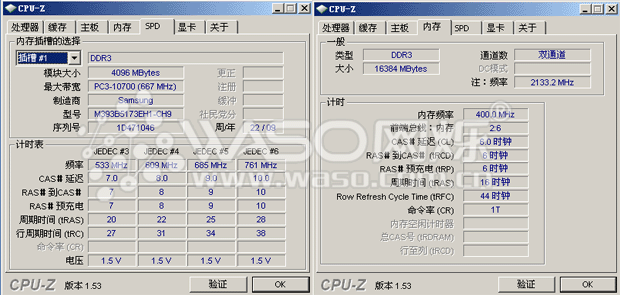 CPU-Z
处理器 缓存 主板 内存 SPD 显卡 关于
内存插槽的选择
插槽 #1 DDR3
模块大小 4096 MBytes 更正
最大带宽 PC3-10700 (667 MHz) 注册
制造商 Samsung 缓冲
型号 M393B5173EH1-CH9 社民党分
序列号 1D471046 周/年 22 / 09
计时表
JEDEC #3 JEDEC #4 JEDEC #5 JEDEC #6
频率 533 MHz 609 MHz 685 MHz 761 MHz
CAS# 延迟 7.0 8.0 9.0 10.0
RAS# 到CAS# 7 8 9 10
RAS# 预充电 7 8 9 10
周期时间 (tRAS) 20 22 25 28
行周期时间 (tRC) 27 31 34 38
命令率 (CR)
电压 1.5 V 1.5 V 1.5 V 1.5 V
CPU-Z 版本 1.53 验证 OK
CPU-Z
处理器 缓存 主板 内存 SPD 显卡 关于
一般
类型 DDR3 通道数 双通道
大小 16384 MBytes DC模式
注：频率 2133.2 MHz
计时
内存频率 400.0 MHz
前端总线：内存 2:6
CAS# 延迟 (CL) 6.0 时钟
RAS# 到CAS# (tRCD) 6 时钟
RAS# 预充电 (tRP) 6 时钟
周期时间 (tRAS) 16 时钟
Row Refresh Cycle Time (tRFC) 44 时钟
命令率 (CR) 1T
内存空闲计时器
总CAS号 (tRDRAM)
行至列 (tRCD)
CPU-Z 版本 1.53 验证 OK
www.waso.com